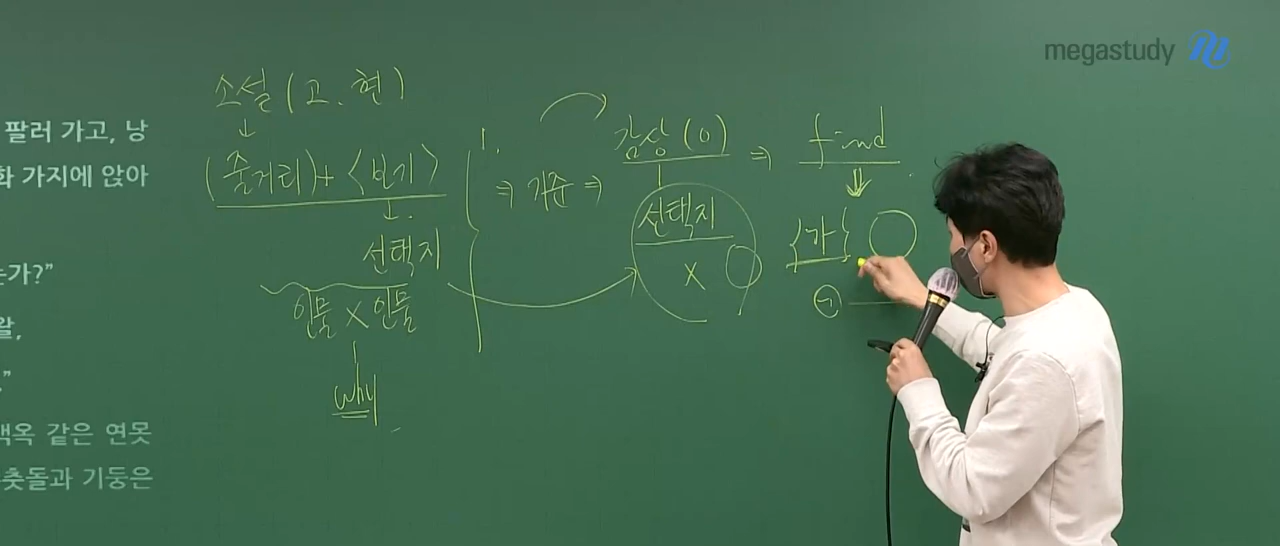 megastudy
팔러 가고, 낭
화 가지에 앉아
는가?”
왈,
”
백옥 같은 연못
춧돌과 기둥은
소설 (고, 현)
↓
(줄거리) + <보기>
↓
선택지
인물 X 인물
why
1.
⇒ 기준 ⇒
감상 (O) ⇒ find
선택지
X
{가}
㉠